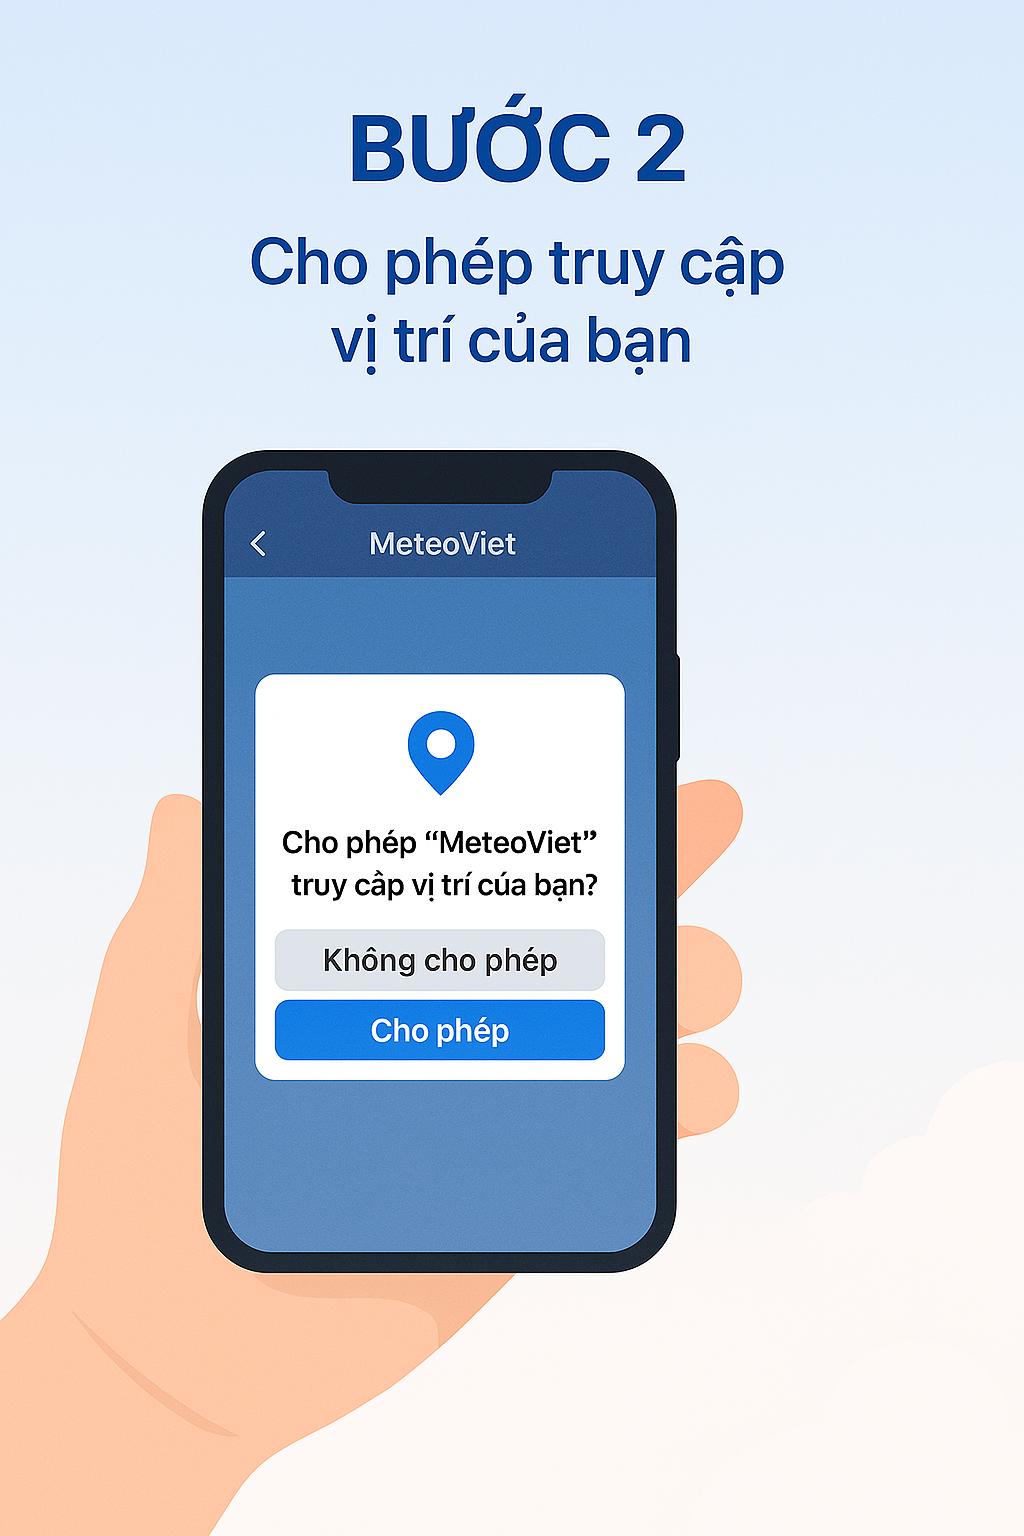 BƯỚC 2
Cho phép truy cập
vị trí của bạn
MeteoViet
Cho phép “MeteoViet”
truy cầp vị trí cúa bạn?
Không cho phép
Cho phép